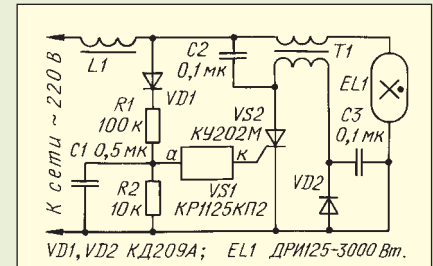 К сети ~ 220 В
L1
C2
0,1 мк
T1
EL1
VD1
R1
100 к
VS2
КУ202М
C3
0,1 мк
C1 0,5 мк
а
к
VD2
R2
10 к
VS1
КР1125КП2
VD1, VD2 КД209А; EL1 ДРИ125-3000 Вт.